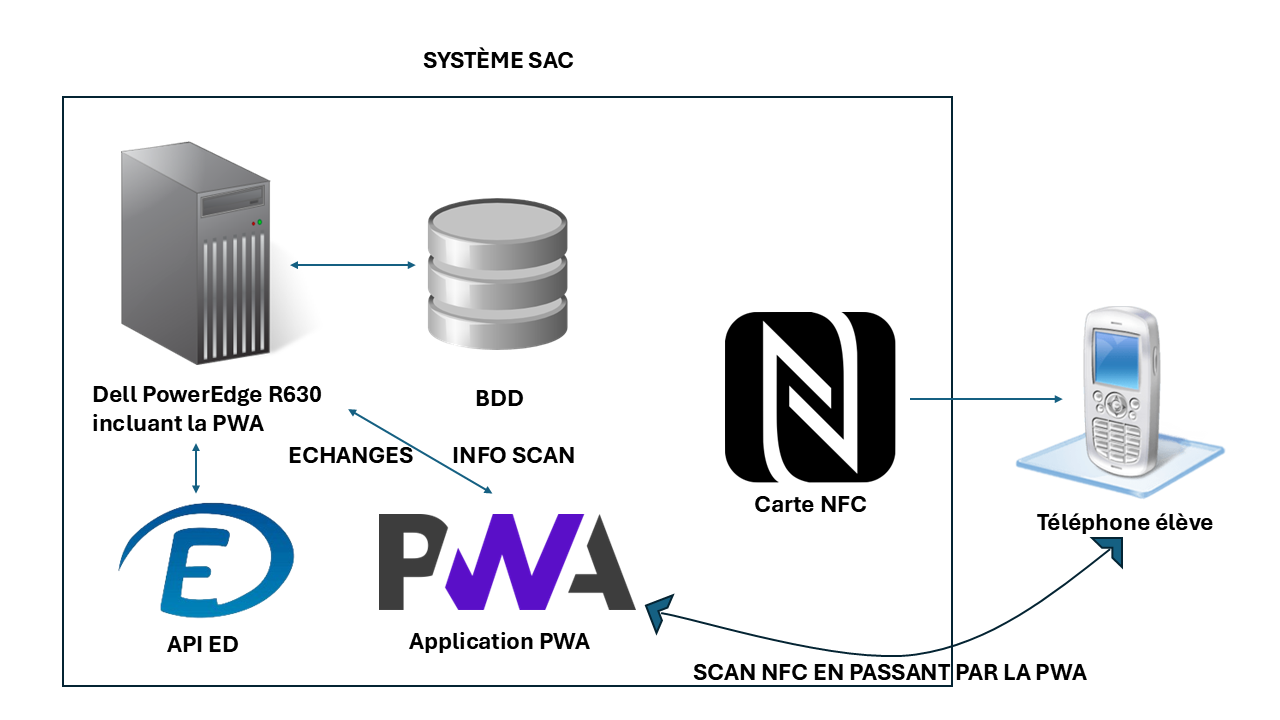 SYSTÈME SAC
Dell PowerEdge R630
incluant la PWA
BDD
ECHANGES
INFO SCAN
Carte NFC
Téléphone élève
E
API ED
PWA
Application PWA
SCAN NFC EN PASSANT PAR LA PWA